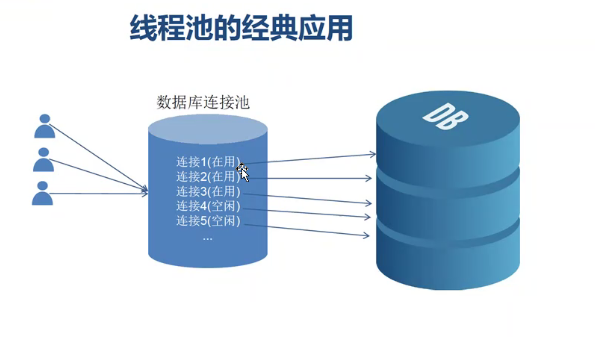 线程池的经典应用
数据库连接池
DB
连接1(在用)
连接2(在用)
连接3(在用)
连接4(空闲)
连接5(空闲)
...